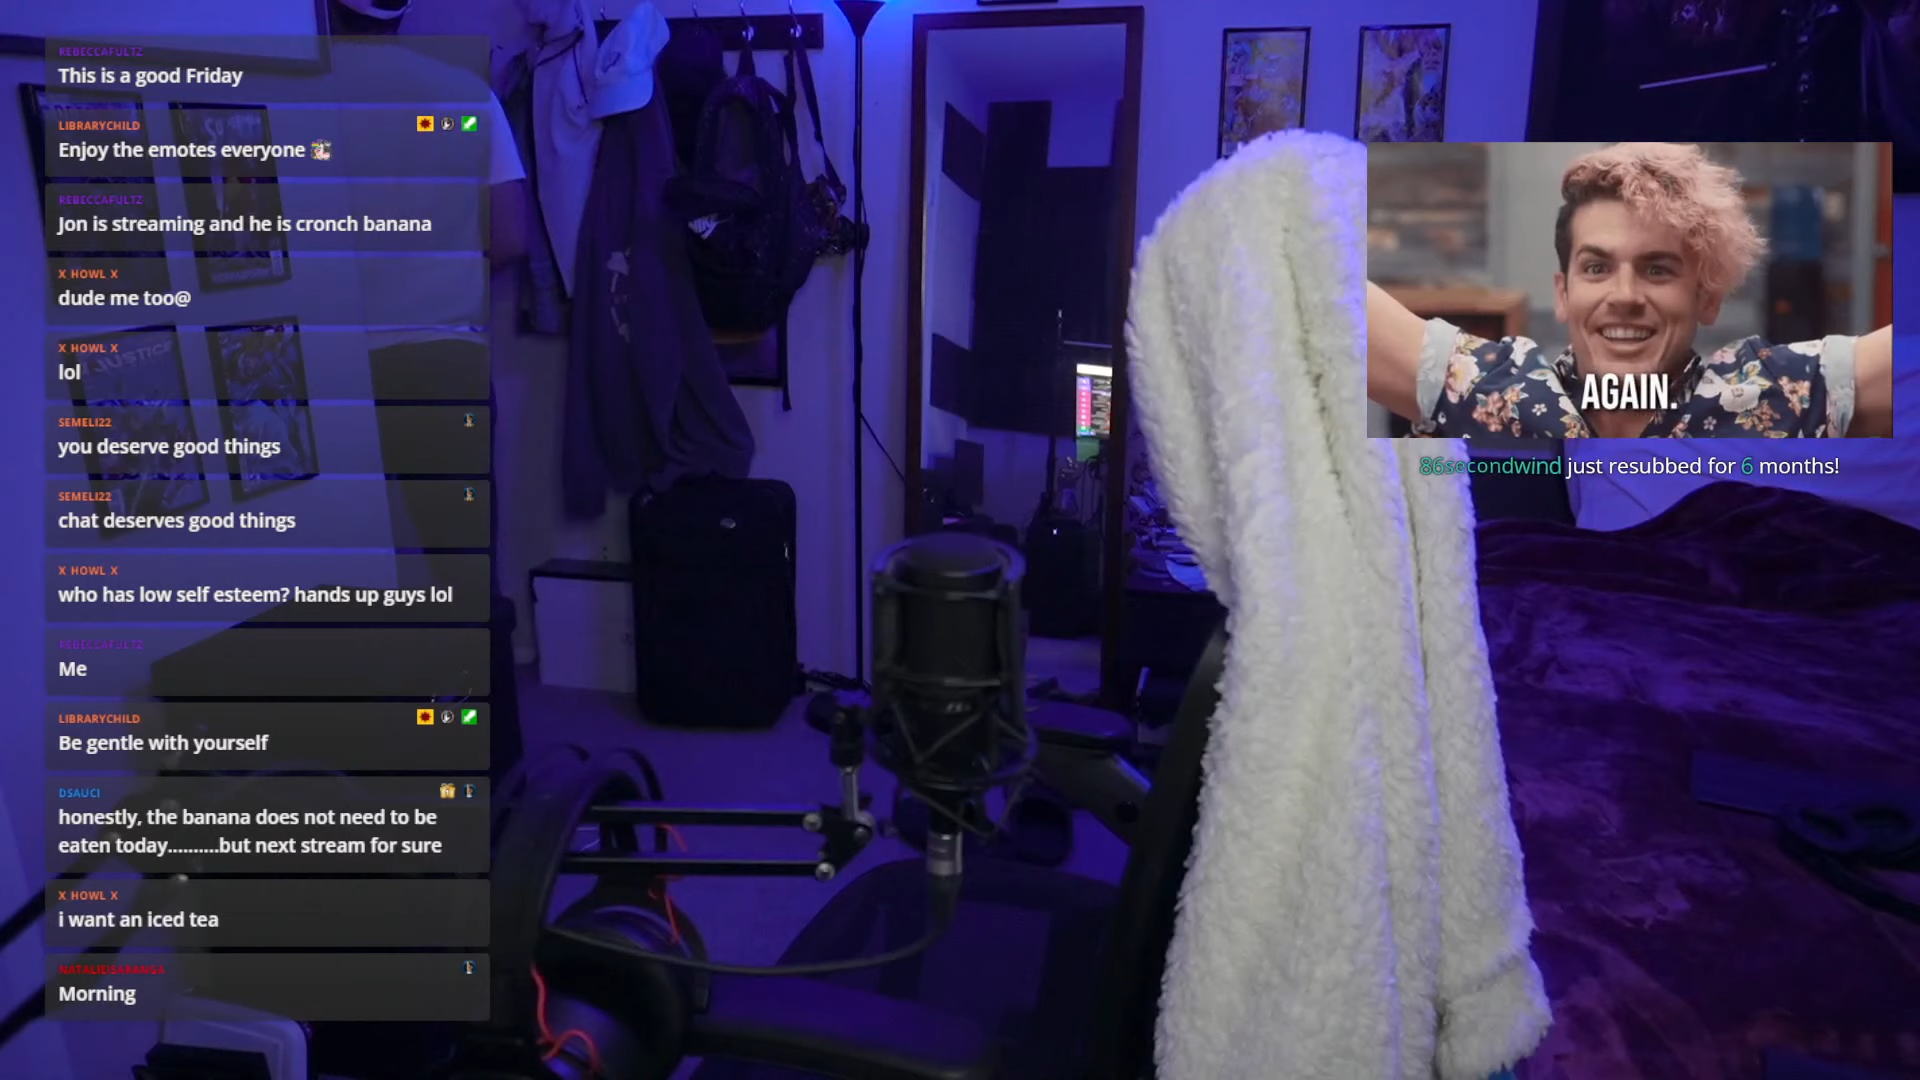 REBECCAFULTZ
This is a good Friday
LIBRARYCHILD
Enjoy the emotes everyone
REBECCAFULTZ
Jon is streaming and he is cronch banana
X HOWL X
dude me too@
X HOWL X
lol
SEMELI22
you deserve good things
SEMELI22
chat deserves good things
X HOWL X
who has low self esteem? hands up guys lol
REBECCAFULTZ
Me
LIBRARYCHILD
Be gentle with yourself
DSAUCI
honestly, the banana does not need to be
eaten today..........but next stream for sure
X HOWL X
i want an iced tea
Morning
JUSTICE
AGAIN.
86secondwind just resubbed for 6 months!